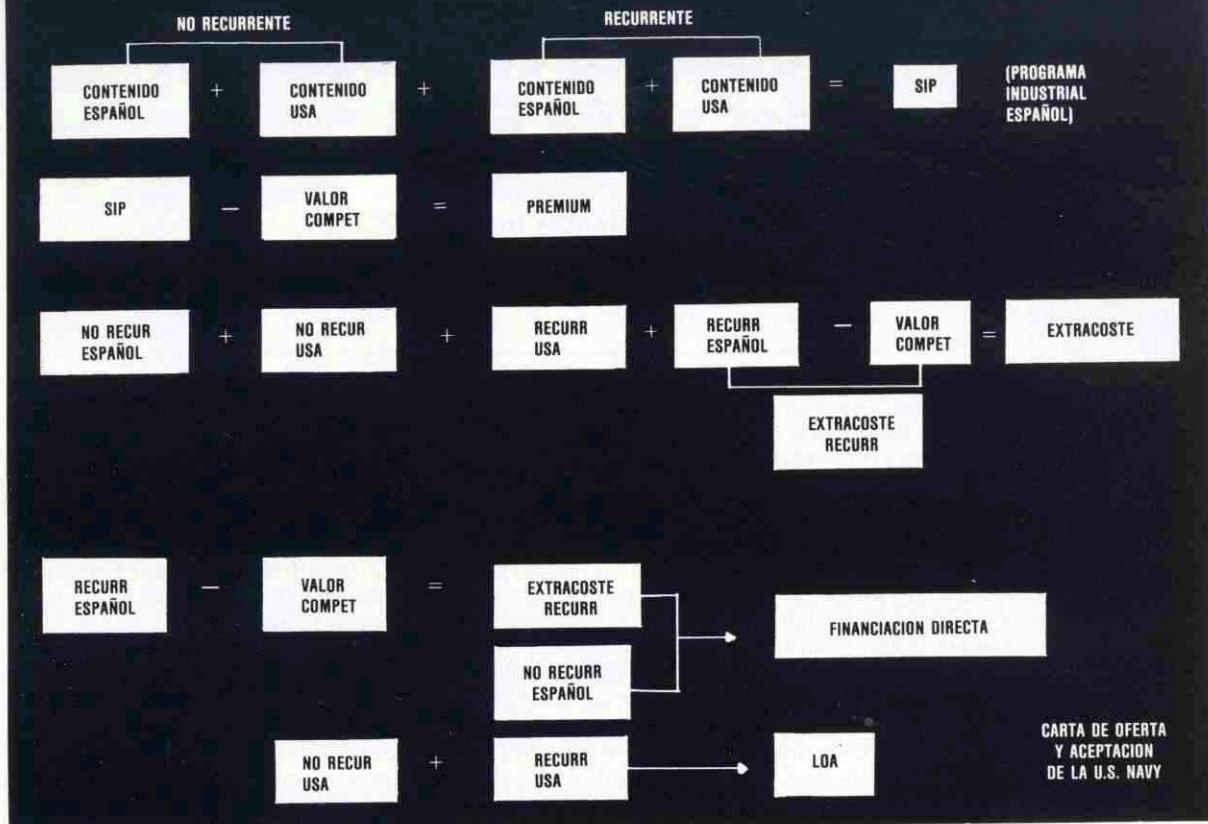 NO RECURRENTE
RECURRENTE
CONTENIDO
ESPAÑOL
+
CONTENIDO
USA
+
CONTENIDO
ESPAÑOL
+
CONTENIDO
USA
=
SIP
(PROGRAMA
INDUSTRIAL
ESPAÑOL)
SIP
—
VALOR
COMPET
=
PREMIUM
NO RECUR
ESPAÑOL
+
NO RECUR
USA
+
RECURR
USA
+
RECURR
ESPAÑOL
—
VALOR
COMPET
=
EXTRACOSTE
EXTRACOSTE
RECURR
RECURR
ESPAÑOL
—
VALOR
COMPET
=
EXTRACOSTE
RECURR
NO RECURR
ESPAÑOL
FINANCIACION DIRECTA
NO RECUR
USA
+
RECURR
USA
LOA
CARTA DE OFERTA
Y ACEPTACION
DE LA U.S. NAVY